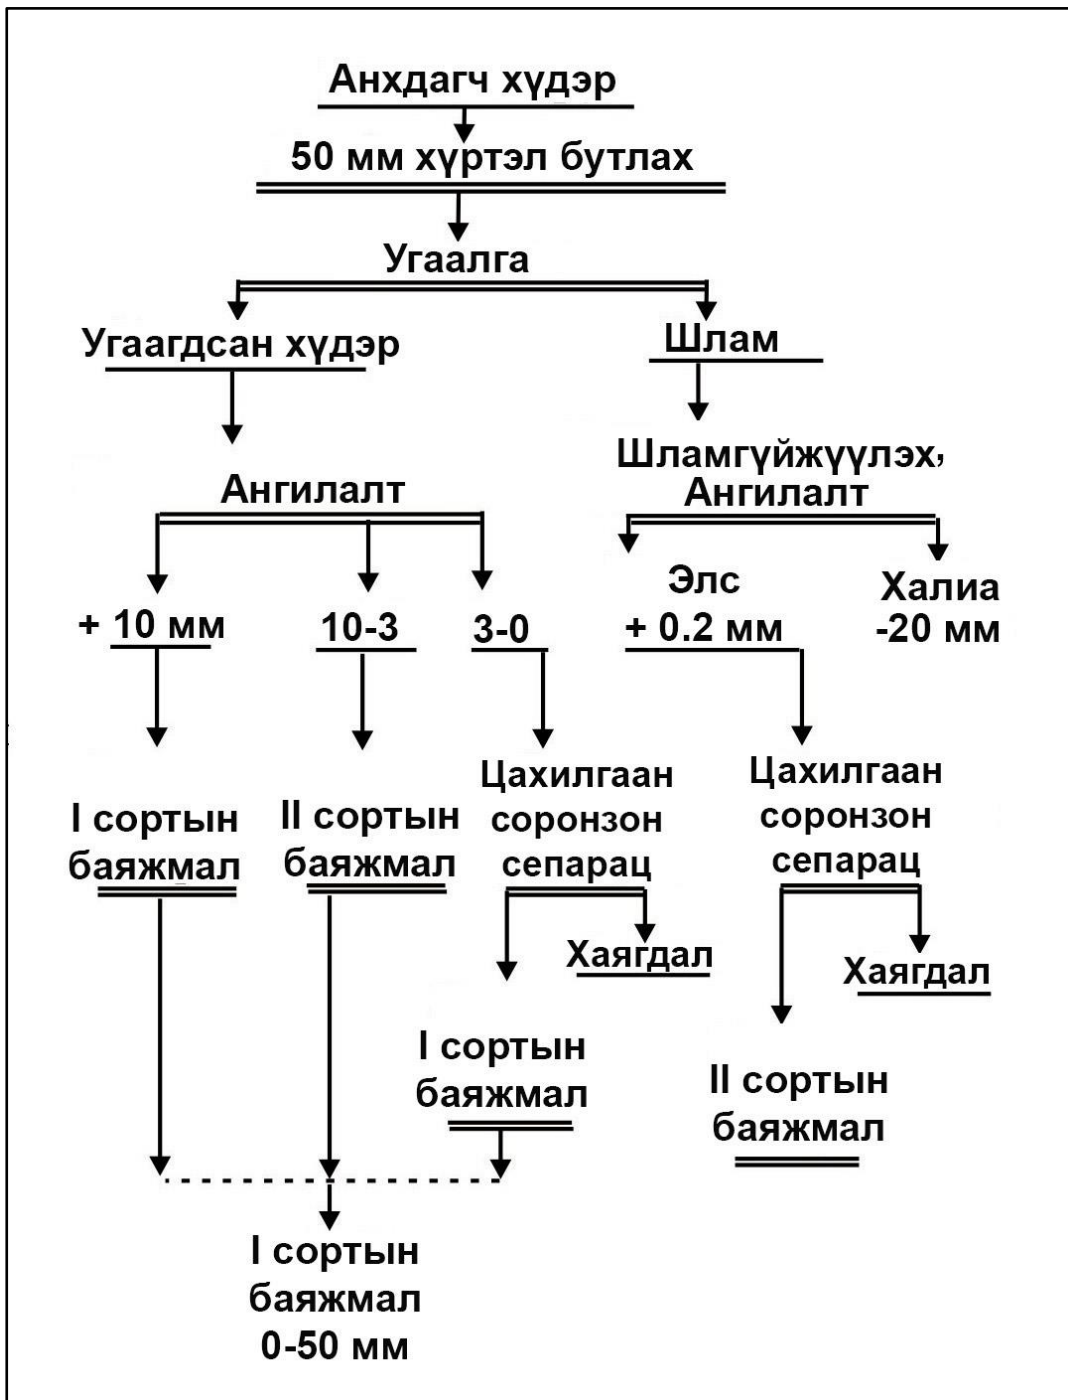 Анхдагч хүдэр
50 мм хүртэл бутлах
Угаалга
Угаагдсан хүдэр
Шлам
Ангилалт
Шламгүйжүүлэх,
Ангилалт
+ 10 мм
10-3
3-0
Элс
+ 0.2 мм
Халиа
-20 мм
I сортын
баяжмал
II сортын
баяжмал
Цахилгаан
соронзон
сепарац
Цахилгаан
соронзон
сепарац
Хаягдал
Хаягдал
I сортын
баяжмал
II сортын
баяжмал
I сортын
баяжмал
0-50 мм